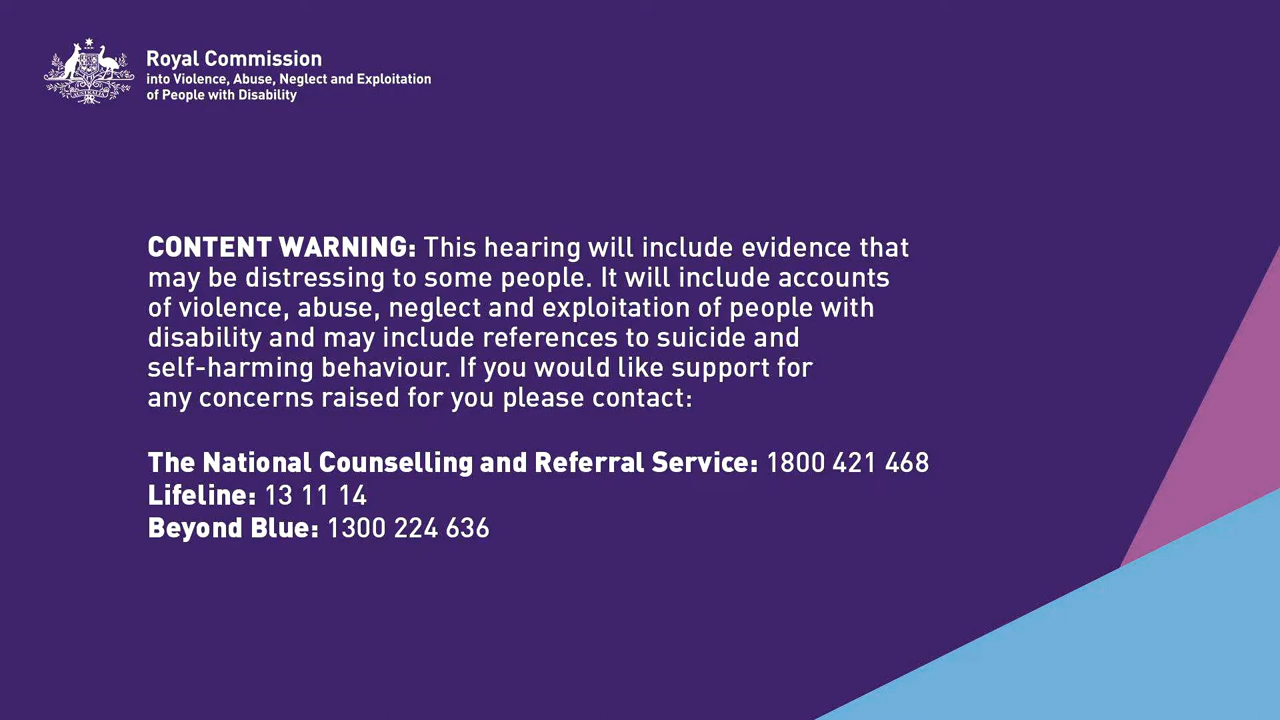 Royal Commission
into Violence, Abuse, Neglect and Exploitation
of People with Disability
CONTENT WARNING: This hearing will include evidence that
may be distressing to some people. It will include accounts
of violence, abuse, neglect and exploitation of people with
disability and may include references to suicide and
self-harming behaviour. If you would like support for
any concerns raised for you please contact:
The National Counselling and Referral Service: 1800 421 468
Lifeline: 13 11 14
Beyond Blue: 1300 224 636